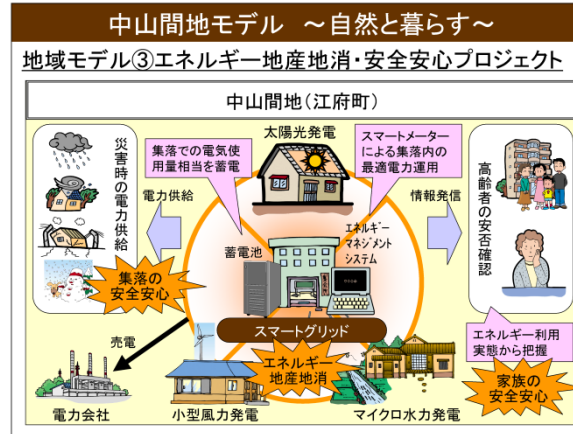 中山間地モデル ～自然と暮らす～
地域モデル③エネルギー地産地消・安全安心プロジェクト
中山間地（江府町）
太陽光発電
災害時の電力供給
集落での電気使
用量相当を蓄電
スマートメーター
による集落内の
最適電力運用
高齢者の安否確認
電力供給
情報発信
蓄電池
エネルギー
マネジメント
システム
集落の
安全安心
スマートグリッド
売電
エネルギー
地産地消
エネルギー利用
実態から把握
家族の
安全安心
電力会社
小型風力発電
マイクロ水力発電